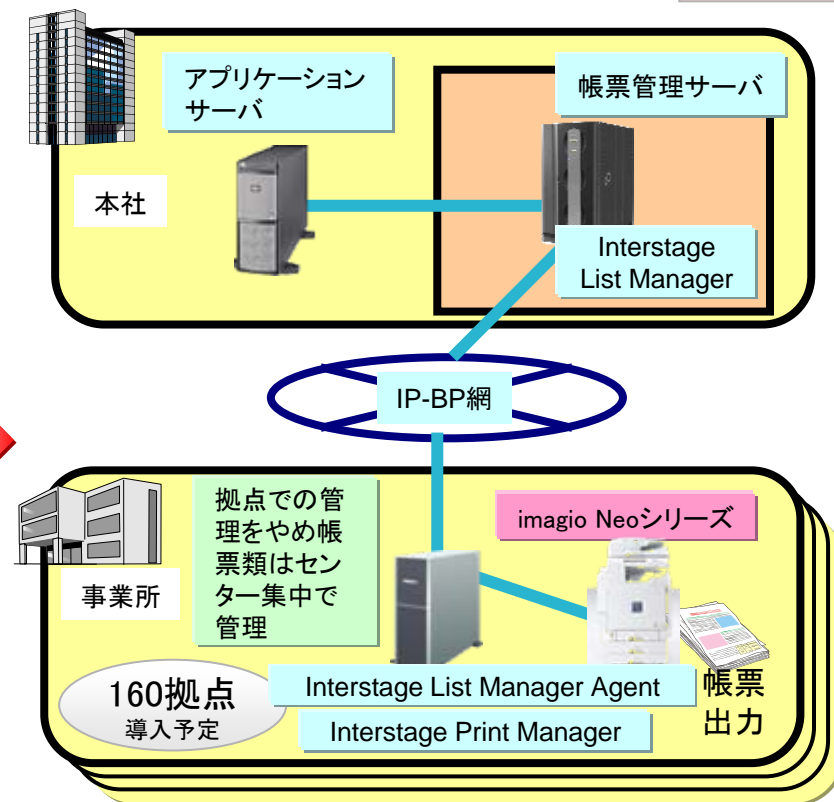 アプリケーション
サーバ
帳票管理サーバ
本社
Interstage
List Manager
IP-BP網
拠点での管
理をやめ帳
票類はセン
ター集中で
管理
imagio Neoシリーズ
事業所
160拠点
導入予定
Interstage List Manager Agent
Interstage Print Manager
帳票
出力